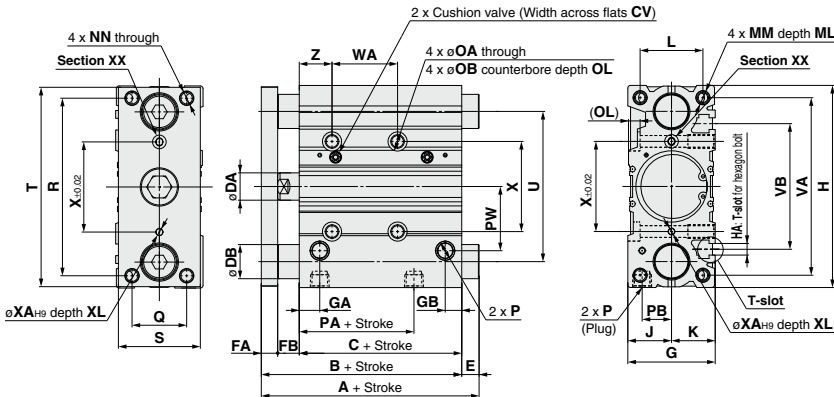 2 x Cushion valve (Width across flats CV)
4 x NN through
Section XX
Z
WA
4 x øOA through
4 x øOB counterbore depth OL
L
4 x MM depth ML
Section XX
(OL)
T
R
X±0.02
øDA
øDB
PW
X
U
X±0.02
HA: T-slot for hexagon bolt
VB
VA
H
øXAH9 depth XL
Q
S
GA
GB
PA + Stroke
2 x P
FA
FB
C + Stroke
B + Stroke
E
A + Stroke
2 x P
(Plug)
PB
J
K
G
T-slot
øXAH9 depth XL